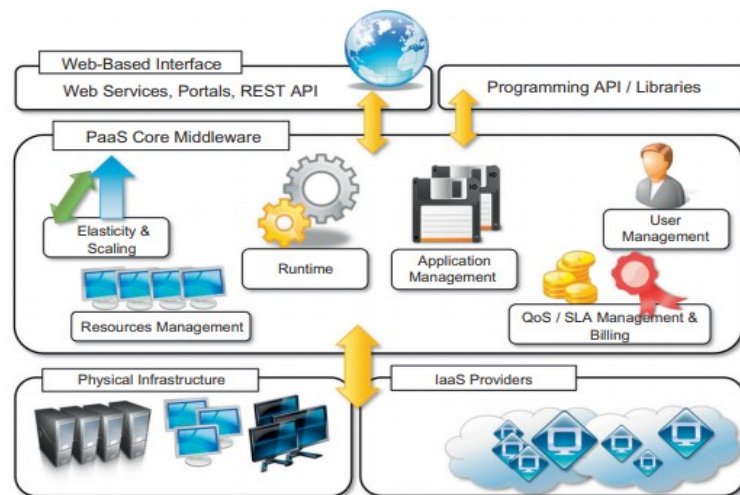 Web-Based Interface
Web Services, Portals, REST API
Programming API / Libraries
PaaS Core Middleware
Elasticity &
Scaling
Runtime
Application
Management
User
Management
Resources Management
QoS / SLA Management &
Billing
Physical Infrastructure
IaaS Providers